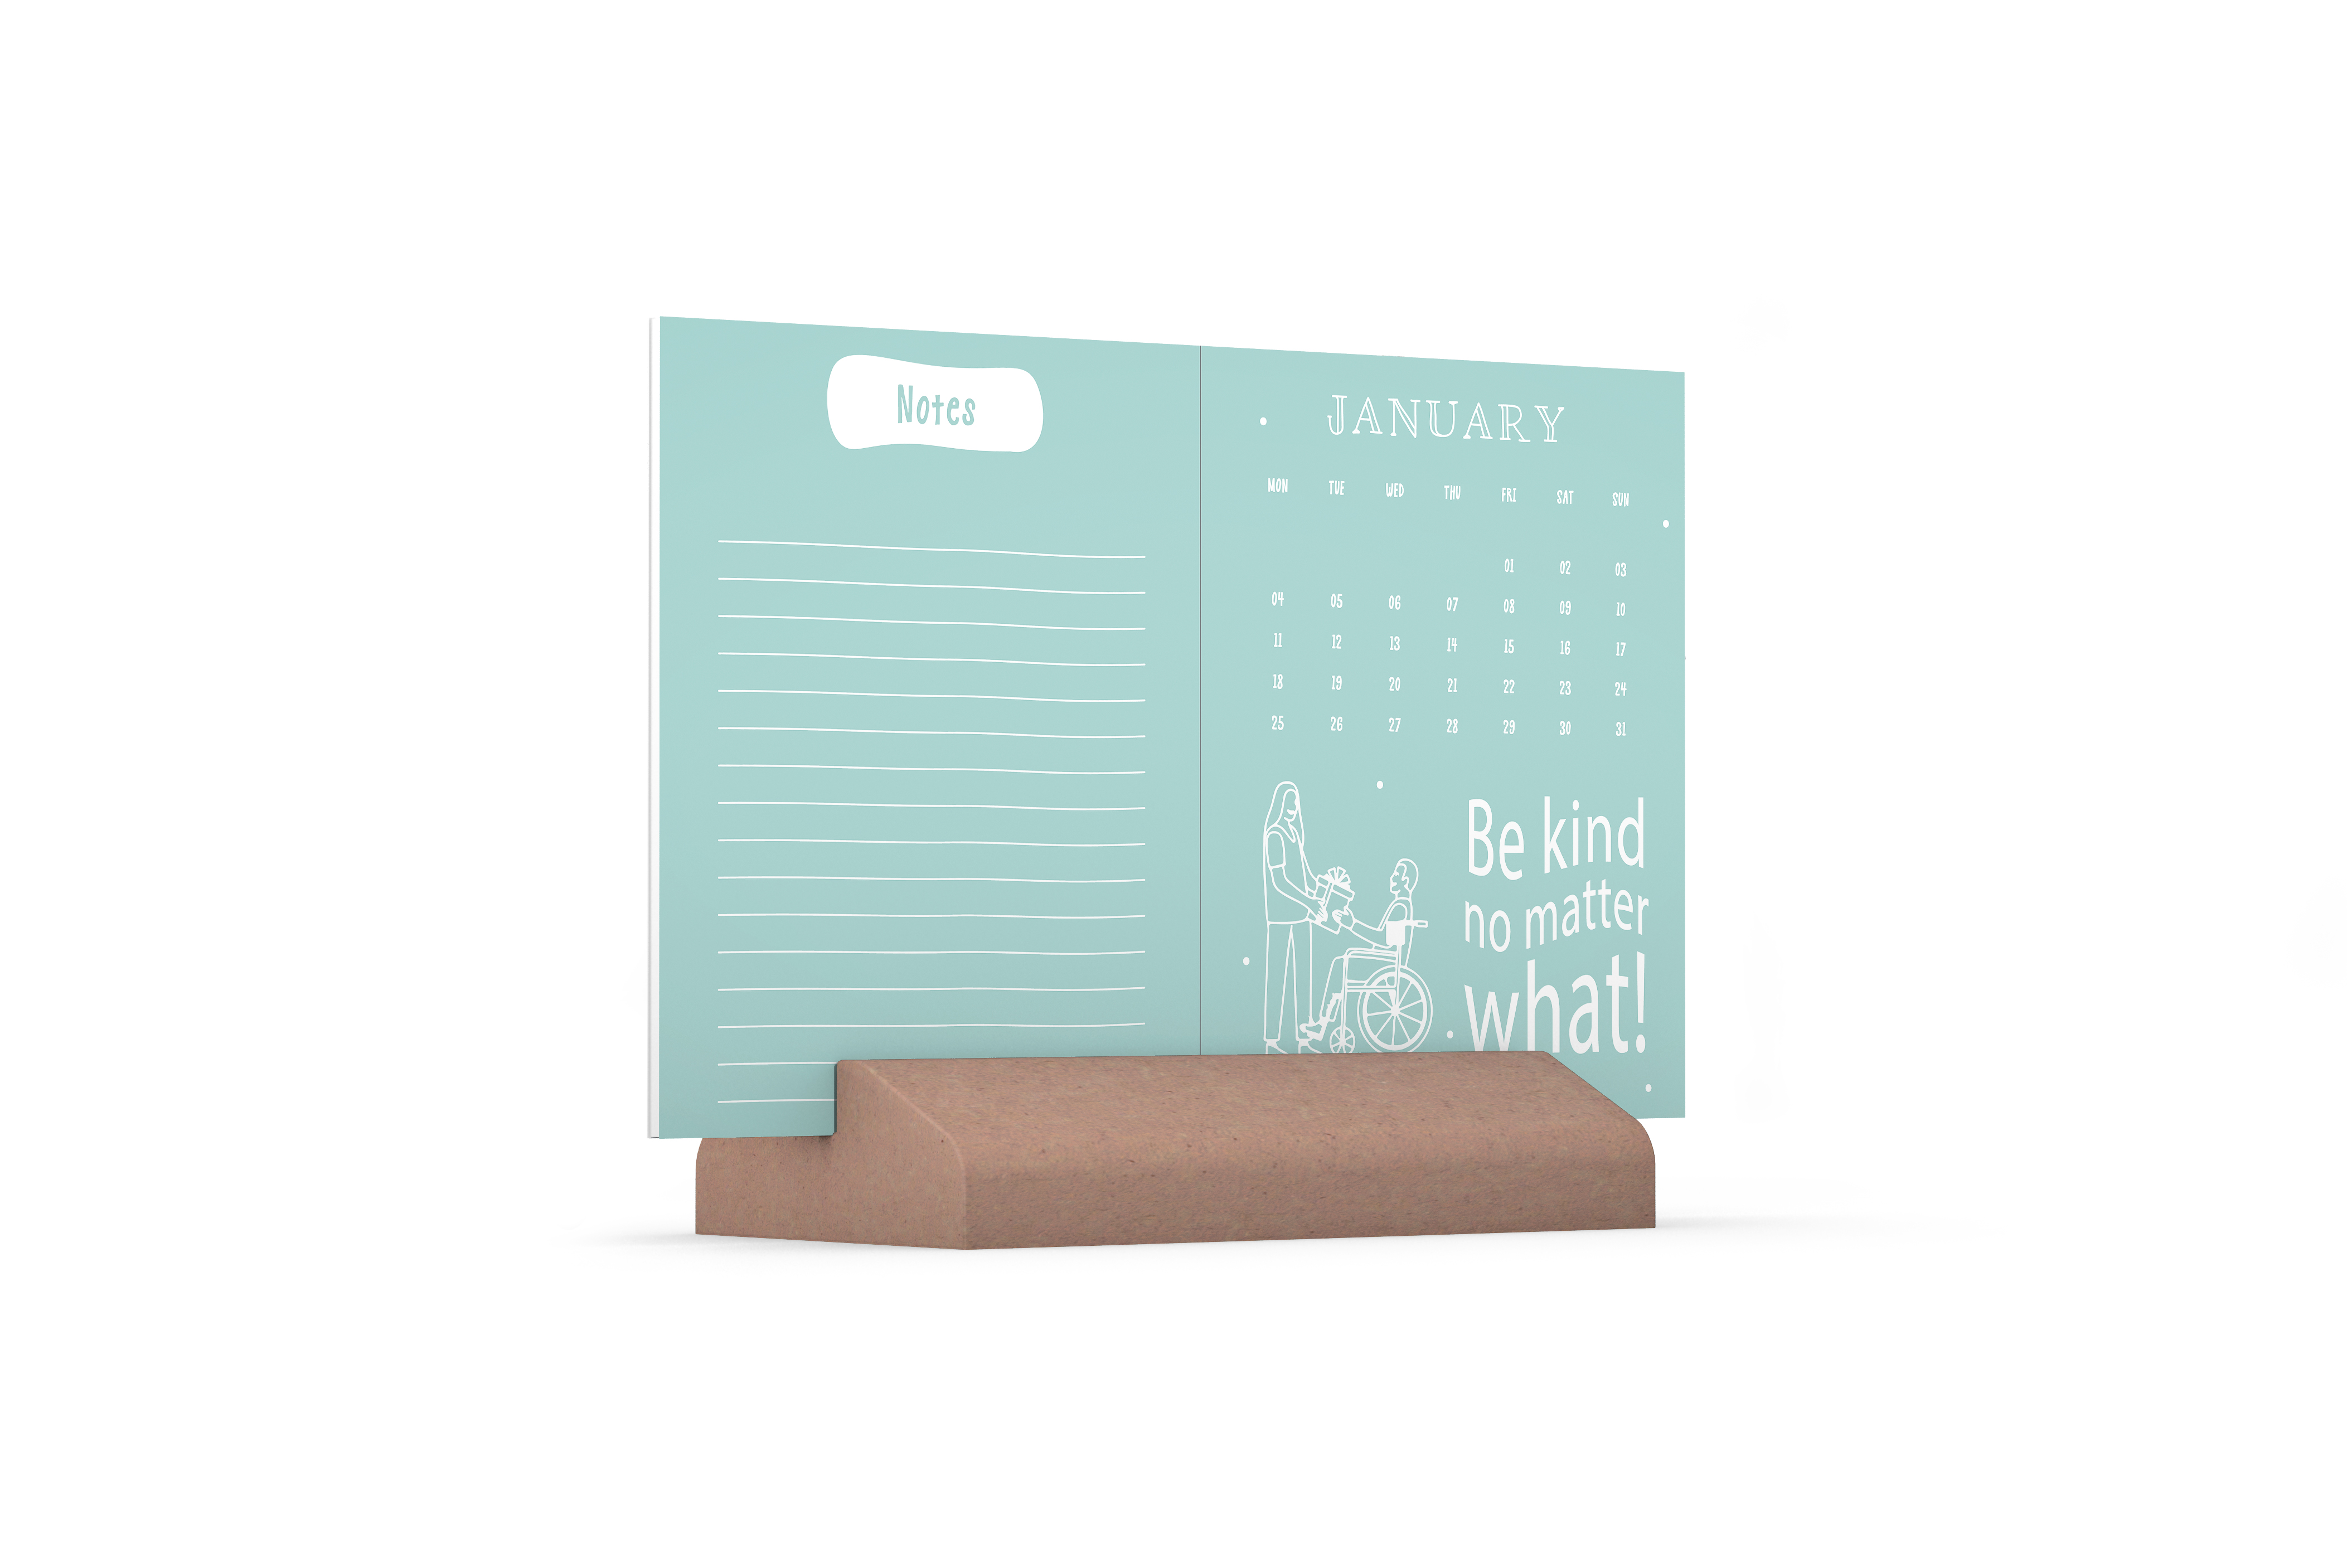 Notes
JANUARY
MON TUE WED THU FRI SAT SUN
01 02 03
04 05 06 07 08 09 10
11 12 13 14 15 16 17
18 19 20 21 22 23 24
25 26 27 28 29 30 31
Be kind
no matter
what!